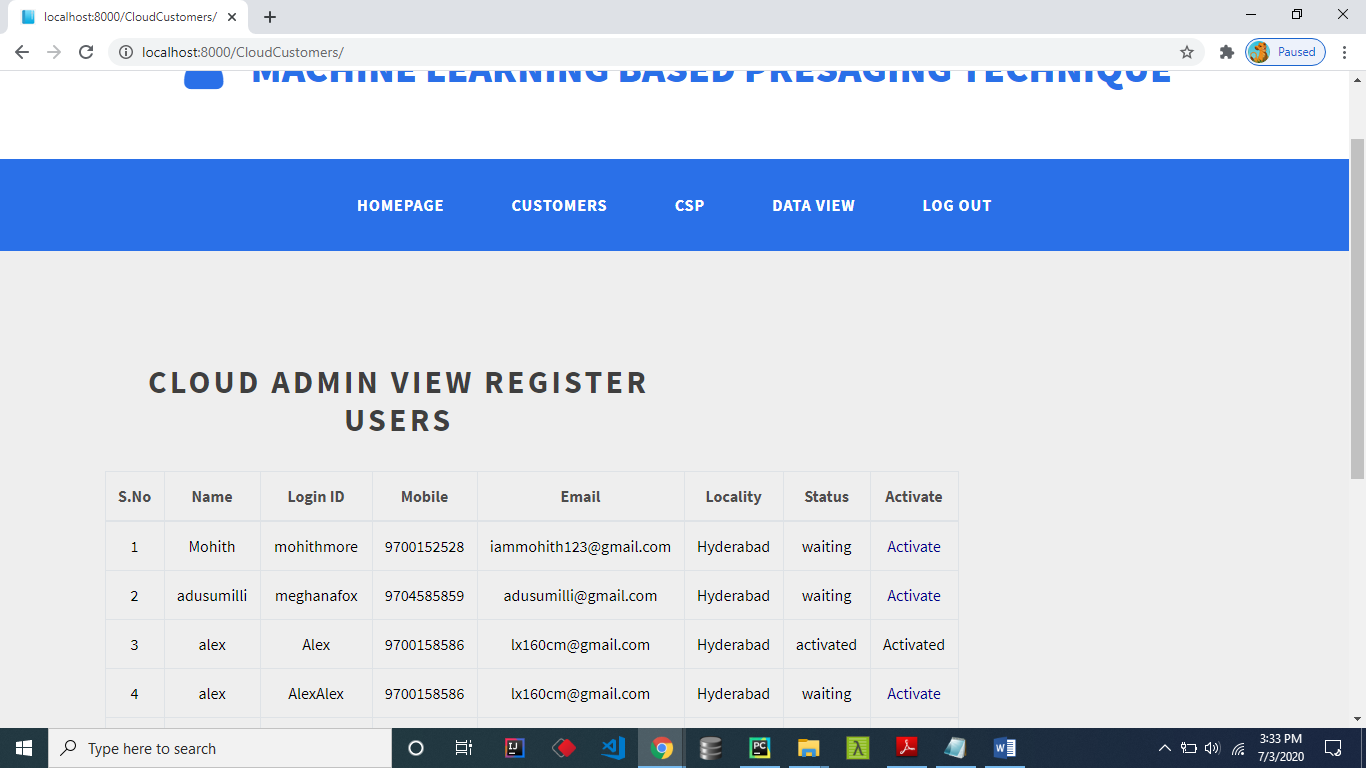 localhost:8000/CloudCustomers/
localhost:8000/CloudCustomers/
Paused
MACHINE LEARNING BASED PRESAGING TECHNIQUE
HOMEPAGE CUSTOMERS CSP DATA VIEW LOG OUT
CLOUD ADMIN VIEW REGISTER
USERS
S.No Name Login ID Mobile Email Locality Status Activate
1 Mohith mohithmore 9700152528 iammohith123@gmail.com Hyderabad waiting Activate
2 adusumilli meghanafox 9704585859 adusumilli@gmail.com Hyderabad waiting Activate
3 alex Alex 9700158586 lx160cm@gmail.com Hyderabad activated Activated
4 alex AlexAlex 9700158586 lx160cm@gmail.com Hyderabad waiting Activate
Type here to search
IJ
PC
3:33 PM
7/3/2020